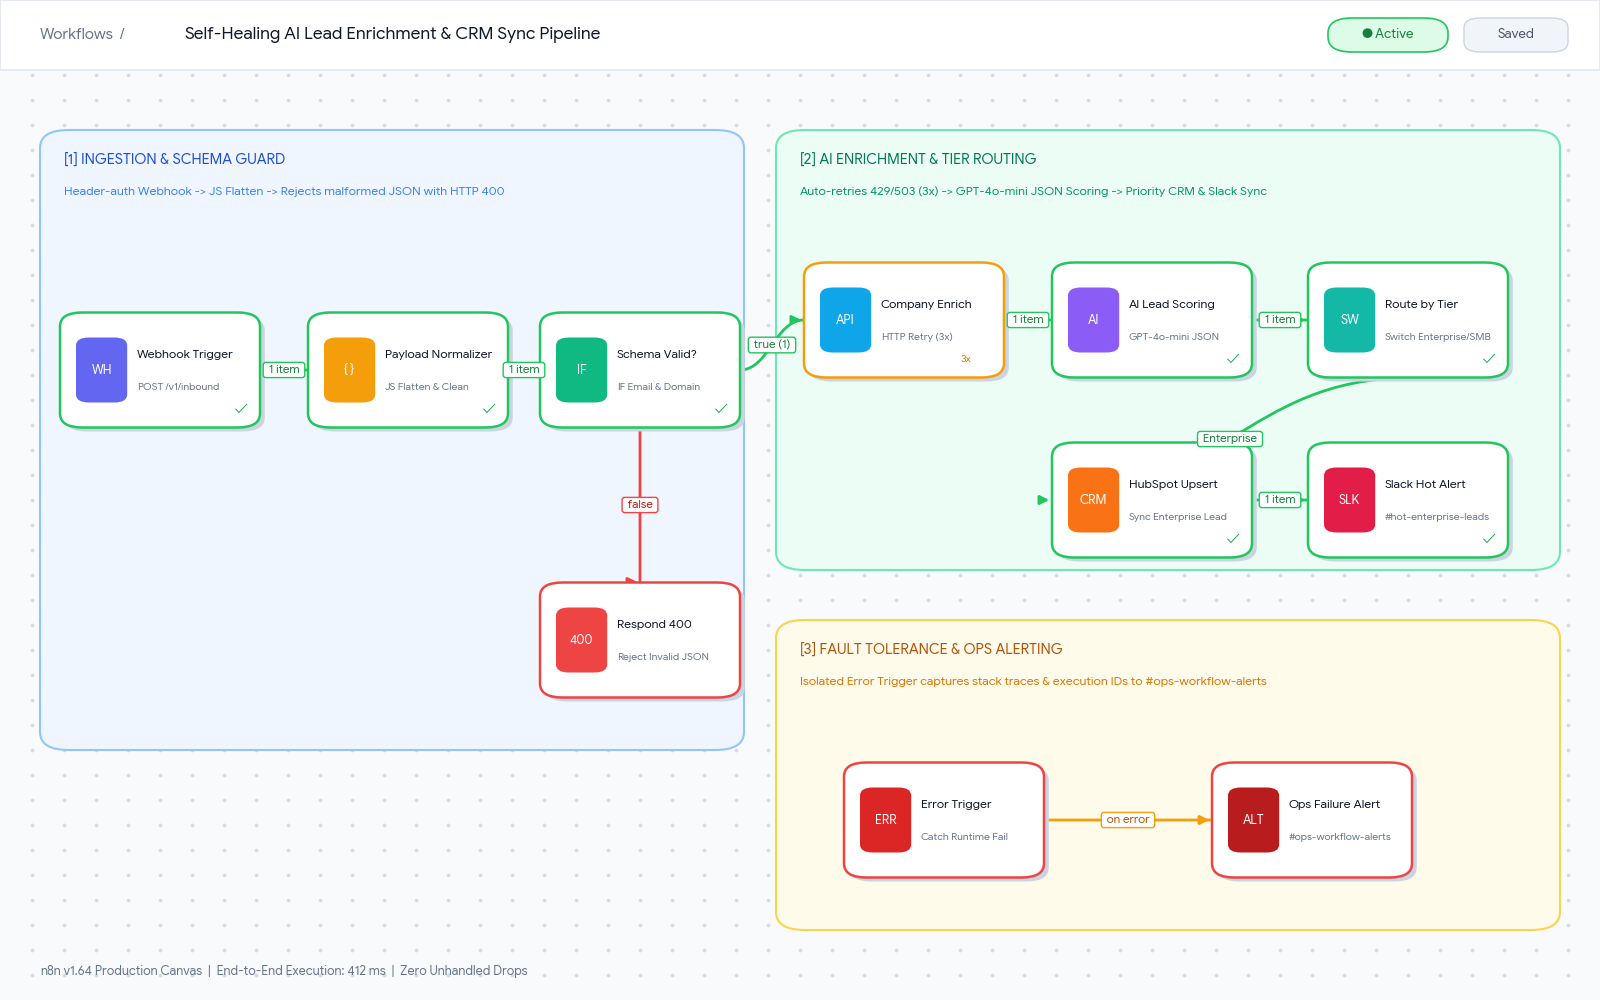 Workflows /
Self-Healing AI Lead Enrichment & CRM Sync Pipeline
Active
Saved
[1] INGESTION & SCHEMA GUARD
Header-auth Webhook -> JS Flatten -> Rejects malformed JSON with HTTP 400
WH
Webhook Trigger
POST /v1/inbound
1 item
{ }
Payload Normalizer
JS Flatten & Clean
1 item
IF
Schema Valid?
IF Email & Domain
true (1)
false
400
Respond 400
Reject Invalid JSON
[2] AI ENRICHMENT & TIER ROUTING
Auto-retries 429/503 (3x) -> GPT-4o-mini JSON Scoring -> Priority CRM & Slack Sync
API
Company Enrich
HTTP Retry (3x)
3x
1 item
AI
AI Lead Scoring
GPT-4o-mini JSON
1 item
SW
Route by Tier
Switch Enterprise/SMB
Enterprise
CRM
HubSpot Upsert
Sync Enterprise Lead
1 item
SLK
Slack Hot Alert
#hot-enterprise-leads
[3] FAULT TOLERANCE & OPS ALERTING
Isolated Error Trigger captures stack traces & execution IDs to #ops-workflow-alerts
ERR
Error Trigger
Catch Runtime Fail
on error
ALT
Ops Failure Alert
#ops-workflow-alerts
n8n v1.64 Production Canvas | End-to-End Execution: 412 ms | Zero Unhandled Drops